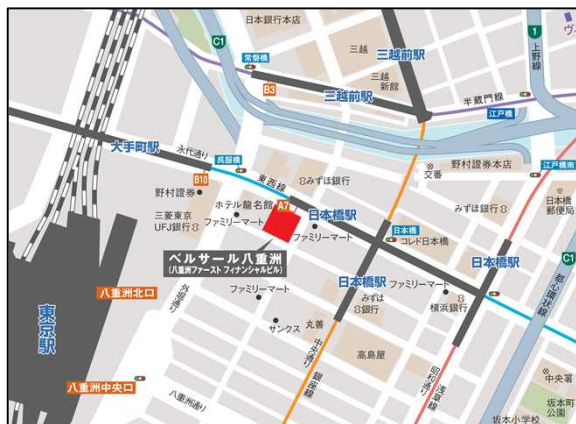 C1
日本銀行本店
三越
三越
新館
三越前駅
1
上野線
常盤橋
B3
三越前駅
半蔵門線
江戸橋
大手町駅
永代通り
呉服橋
東西線
みずほ銀行
交番
野村證券本店
江戸橋南
B10
野村證券
ホテル龍名館
A7
日本橋駅
みずほ銀行
日本橋
郵便局
三菱東京
UFJ銀行
ファミリーマート
ファミリーマート
日本橋
コレド日本橋
ベルサール八重洲
(八重洲ファースト フィナンシャルビル)
日本橋駅
日本橋駅
C1
東京駅
八重洲北口
外堀通り
ファミリーマート
サンクス
みずほ
銀行
ファミリーマート
横浜銀行
都心環状線
丸善
中央通り
銀座線
高島屋
昭和通り
浅草線
八重洲中央口
八重洲通り
中央署
坂本町
公園
坂本小学校